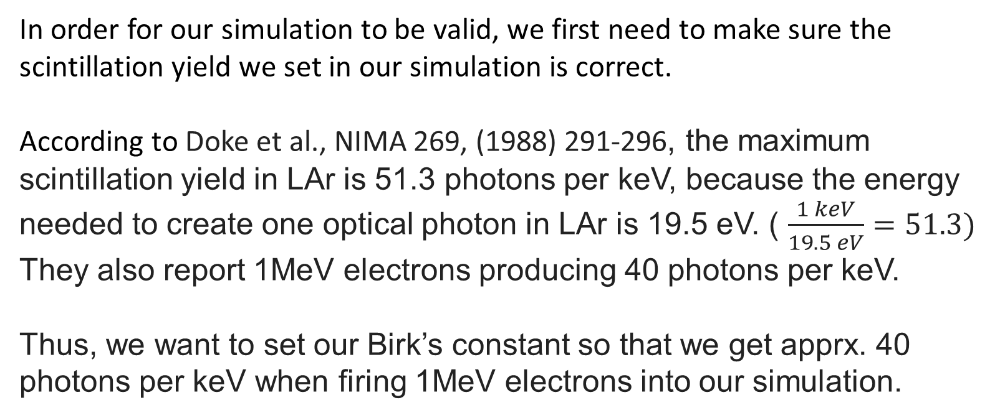 In order for our simulation to be valid, we first need to make sure the
scintillation yield we set in our simulation is correct.
According to Doke et al., NIMA 269, (1988) 291-296, the maximum
scintillation yield in LAr is 51.3 photons per keV, because the energy
needed to create one optical photon in LAr is 19.5 eV. ( 1 keV / 19.5 eV = 51.3)
They also report 1MeV electrons producing 40 photons per keV.
Thus, we want to set our Birk’s constant so that we get apprx. 40
photons per keV when firing 1MeV electrons into our simulation.